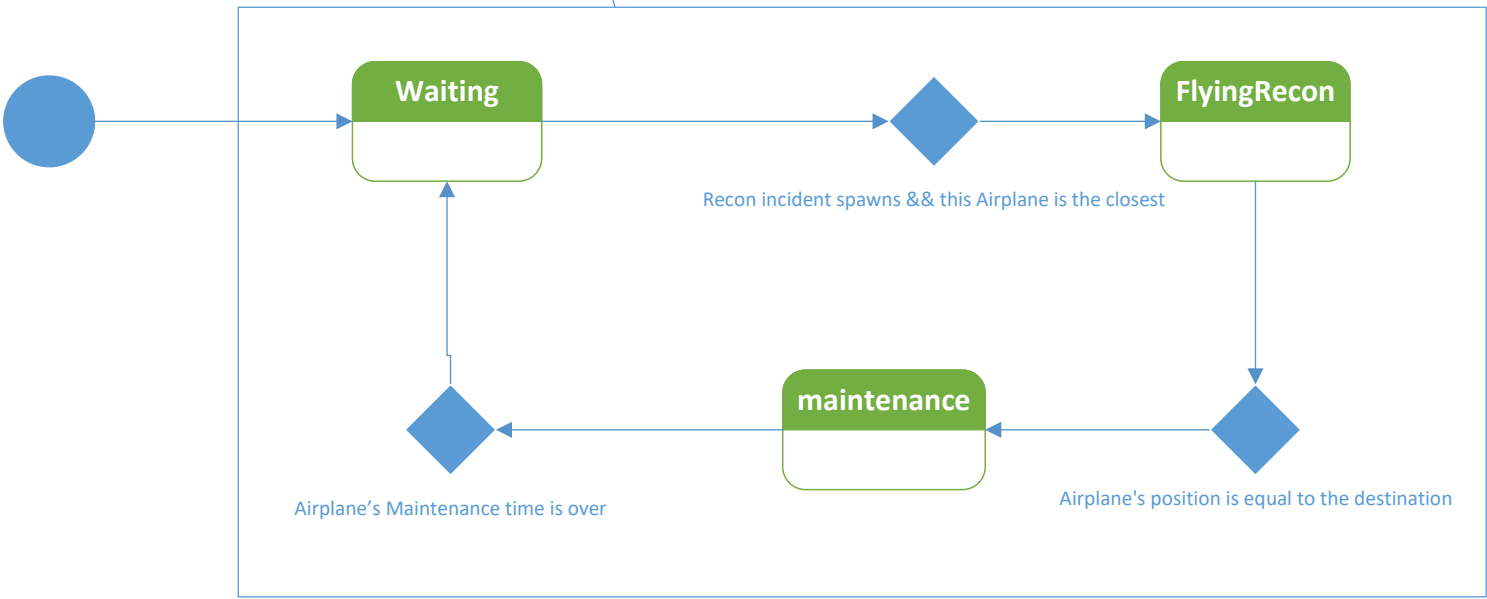 Waiting
FlyingRecon
Recon incident spawns && this Airplane is the closest
maintenance
Airplane’s Maintenance time is over
Airplane's position is equal to the destination